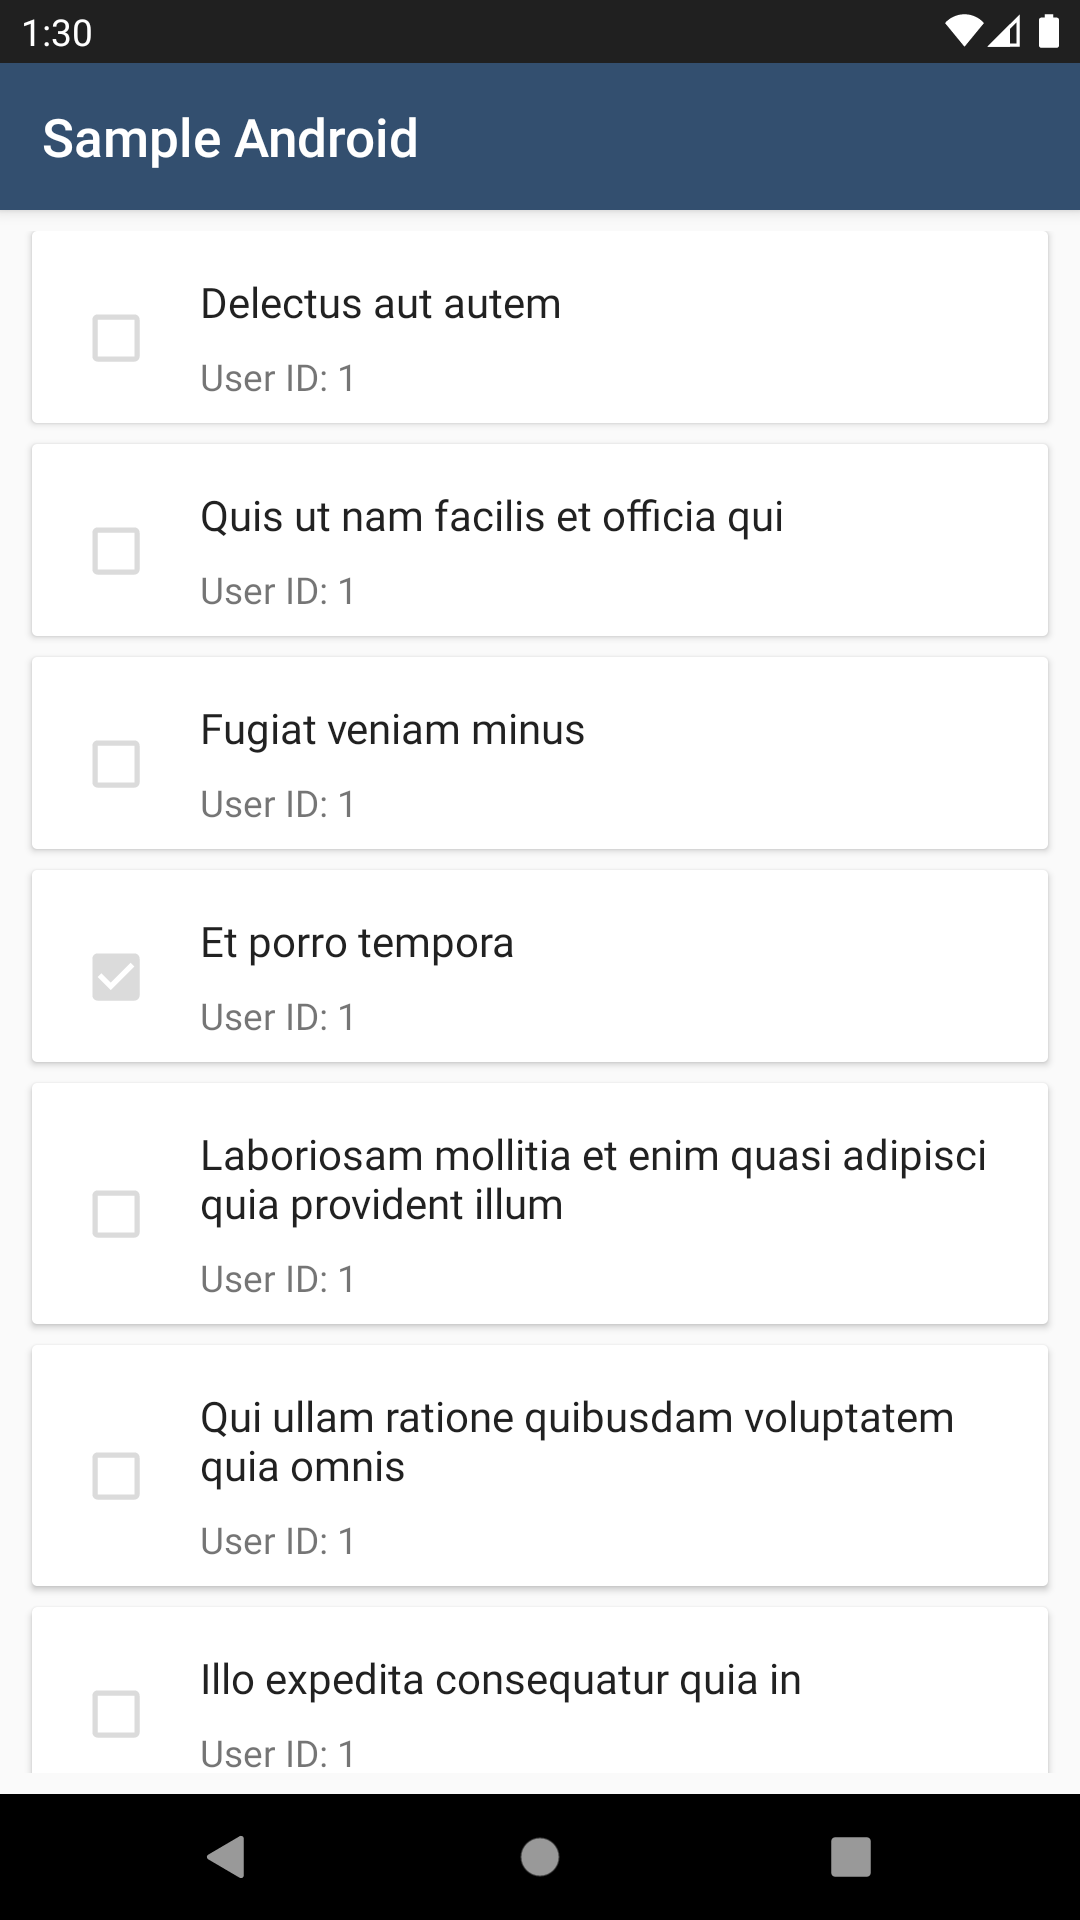 1:30
Sample Android
Delectus aut autem
User ID: 1
Quis ut nam facilis et officia qui
User ID: 1
Fugiat veniam minus
User ID: 1
Et porro tempora
User ID: 1
Laboriosam mollitia et enim quasi adipisci
quia provident illum
User ID: 1
Qui ullam ratione quibusdam voluptatem
quia omnis
User ID: 1
Illo expedita consequatur quia in
User ID: 1